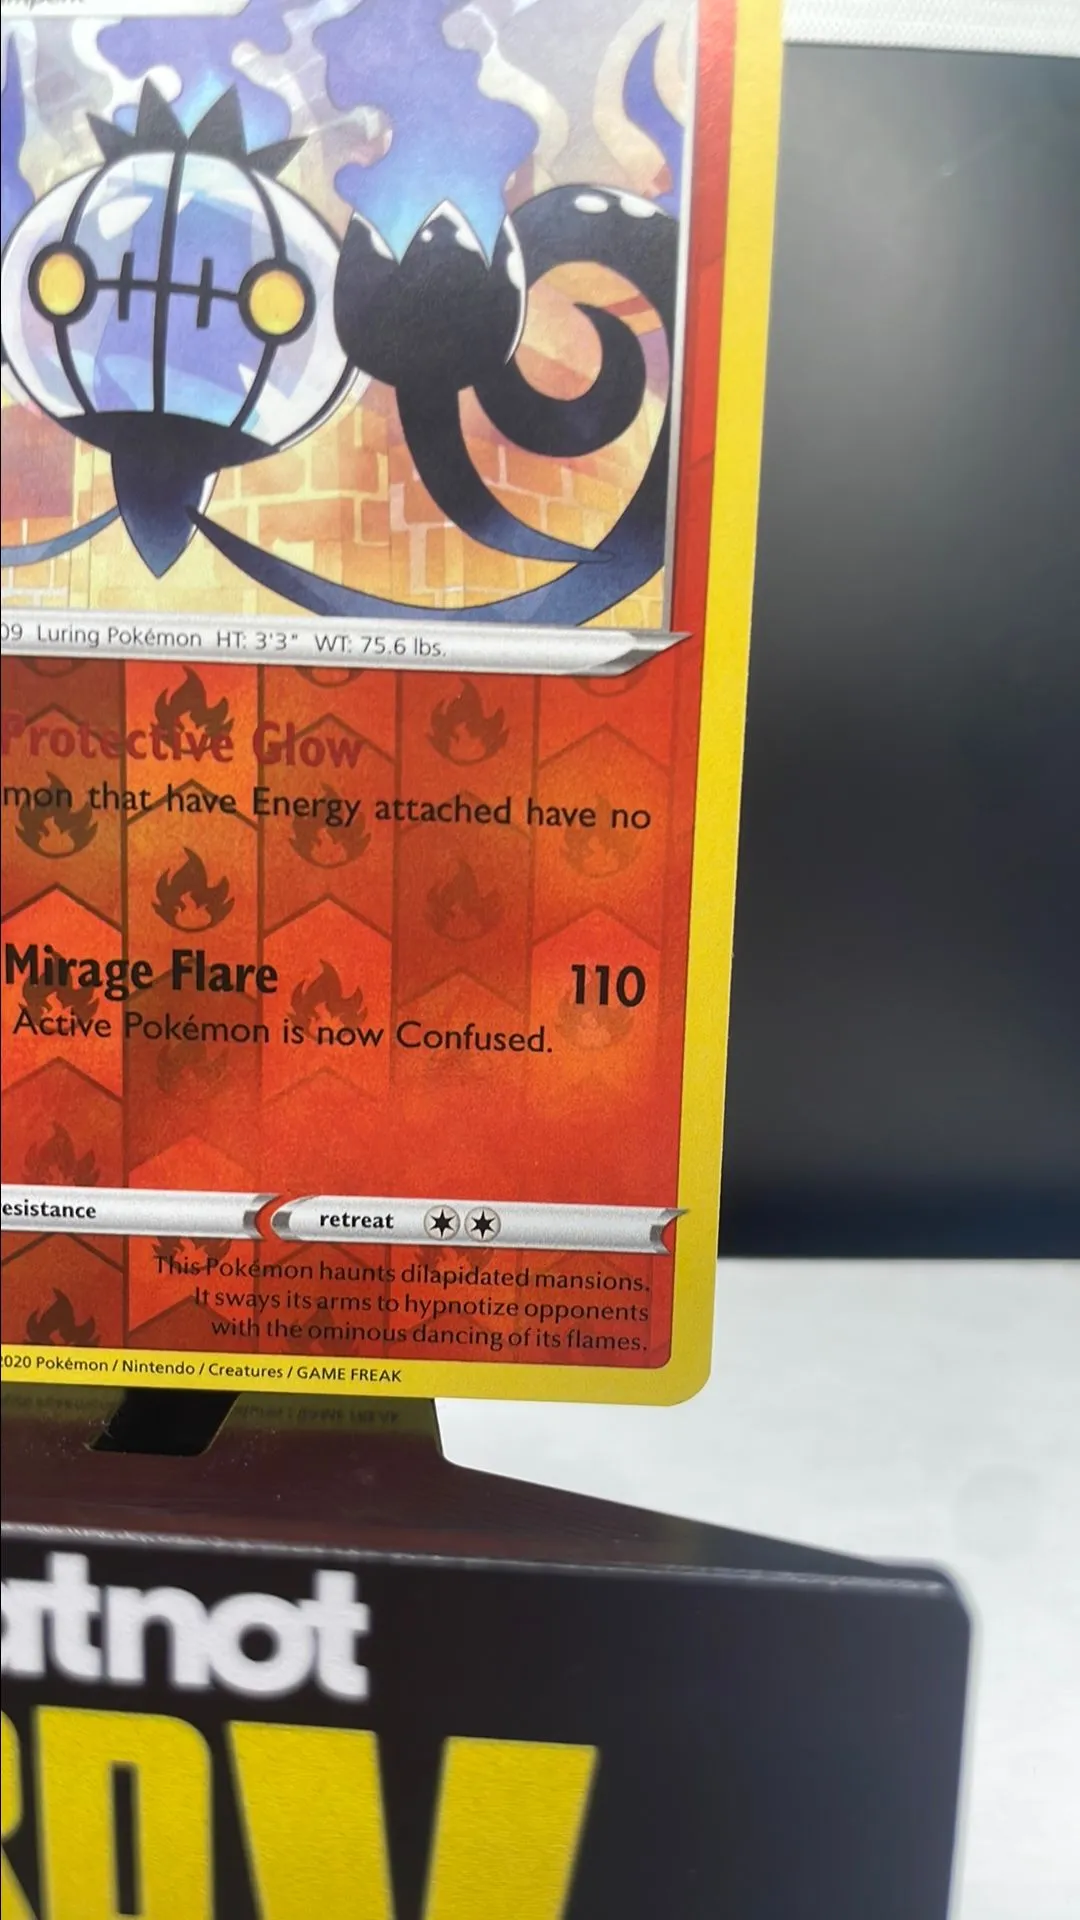 09 Luring Pokémon HT: 3'3" WT: 75.6 lbs.
Protective Glow
mon that have Energy attached have no
Mirage Flare 110
Active Pokémon is now Confused.
esistance retreat
This Pokémon haunts dilapidated mansions.
It sways its arms to hypnotize opponents
with the ominous dancing of its flames.
2020 Pokémon / Nintendo / Creatures / GAME FREAK
atnot